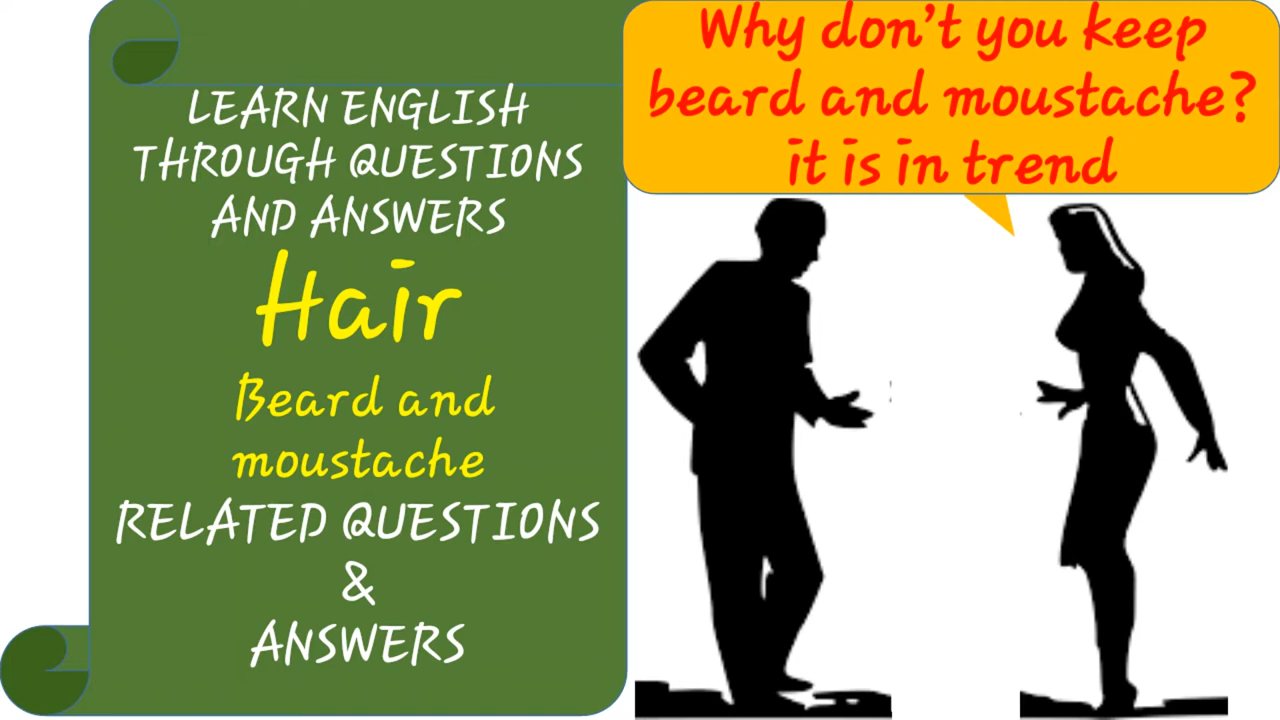 LEARN ENGLISH
THROUGH QUESTIONS
AND ANSWERS
Hair
Beard and
moustache
RELATED QUESTIONS
&
ANSWERS
Why don't you keep
beard and moustache?
it is in trend